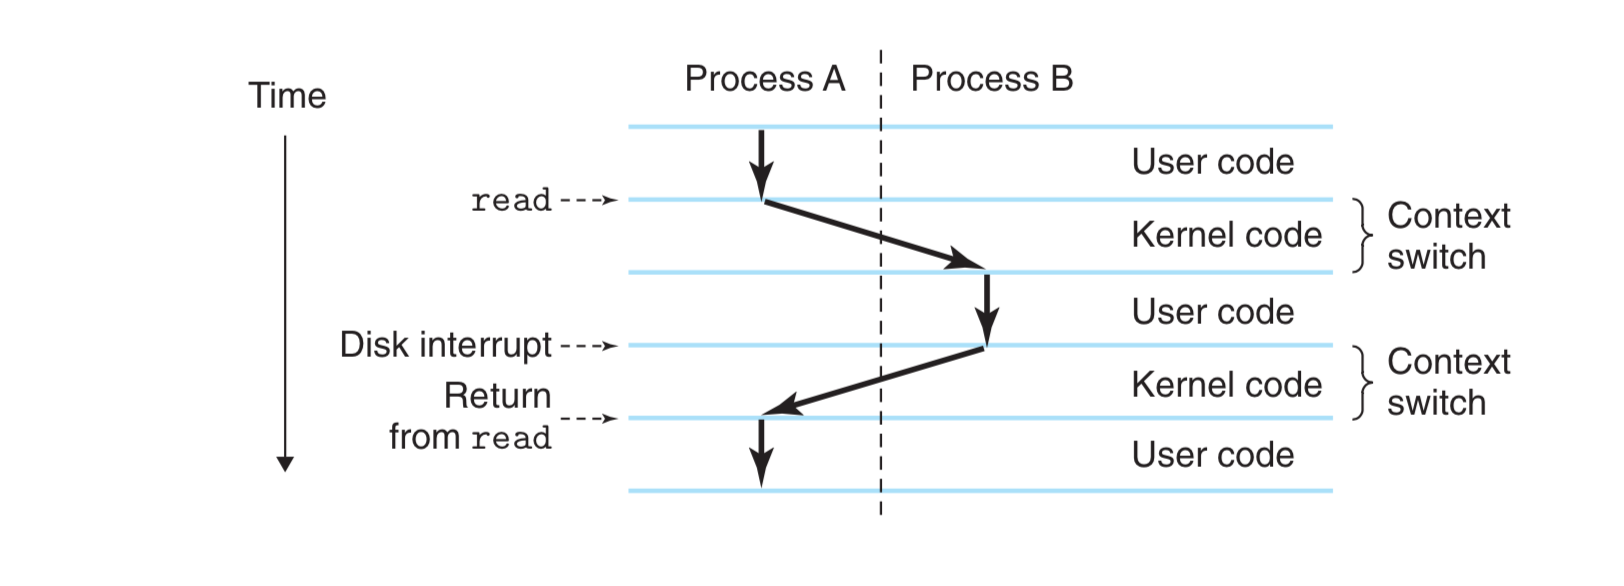 Time
Process A
Process B
User code
read
Kernel code
Context
switch
User code
Disk interrupt
Return
from read
Kernel code
Context
switch
User code